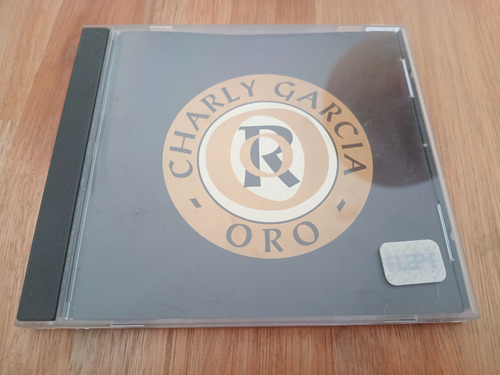 CHARLY GARCIA
R
- ORO -